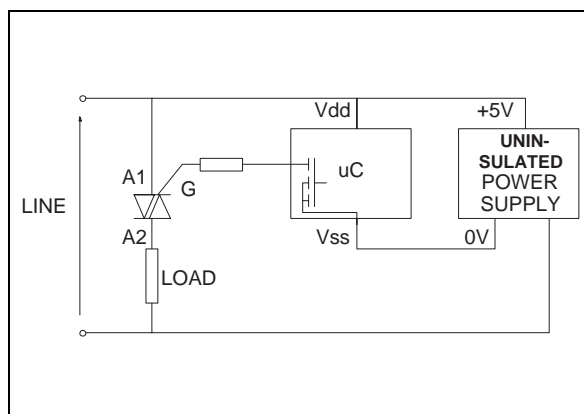 Vdd
+5V
UNIN-
SULATED
POWER
SUPPLY
A1
G
uC
LINE
A2
Vss
0V
LOAD